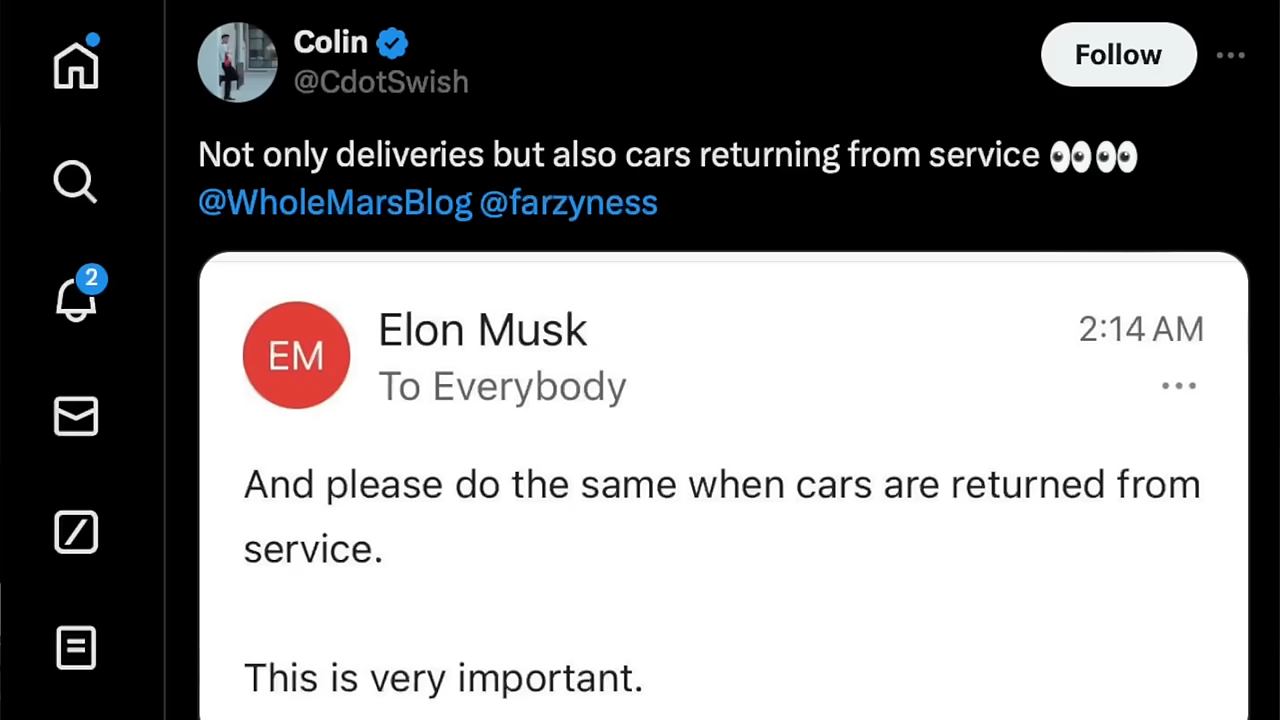 Colin
Follow
@CdotSwish
Not only deliveries but also cars returning from service 👀👀
@WholeMarsBlog @farzyness
2
EM
Elon Musk
2:14 AM
To Everybody
And please do the same when cars are returned from
service.
This is very important.